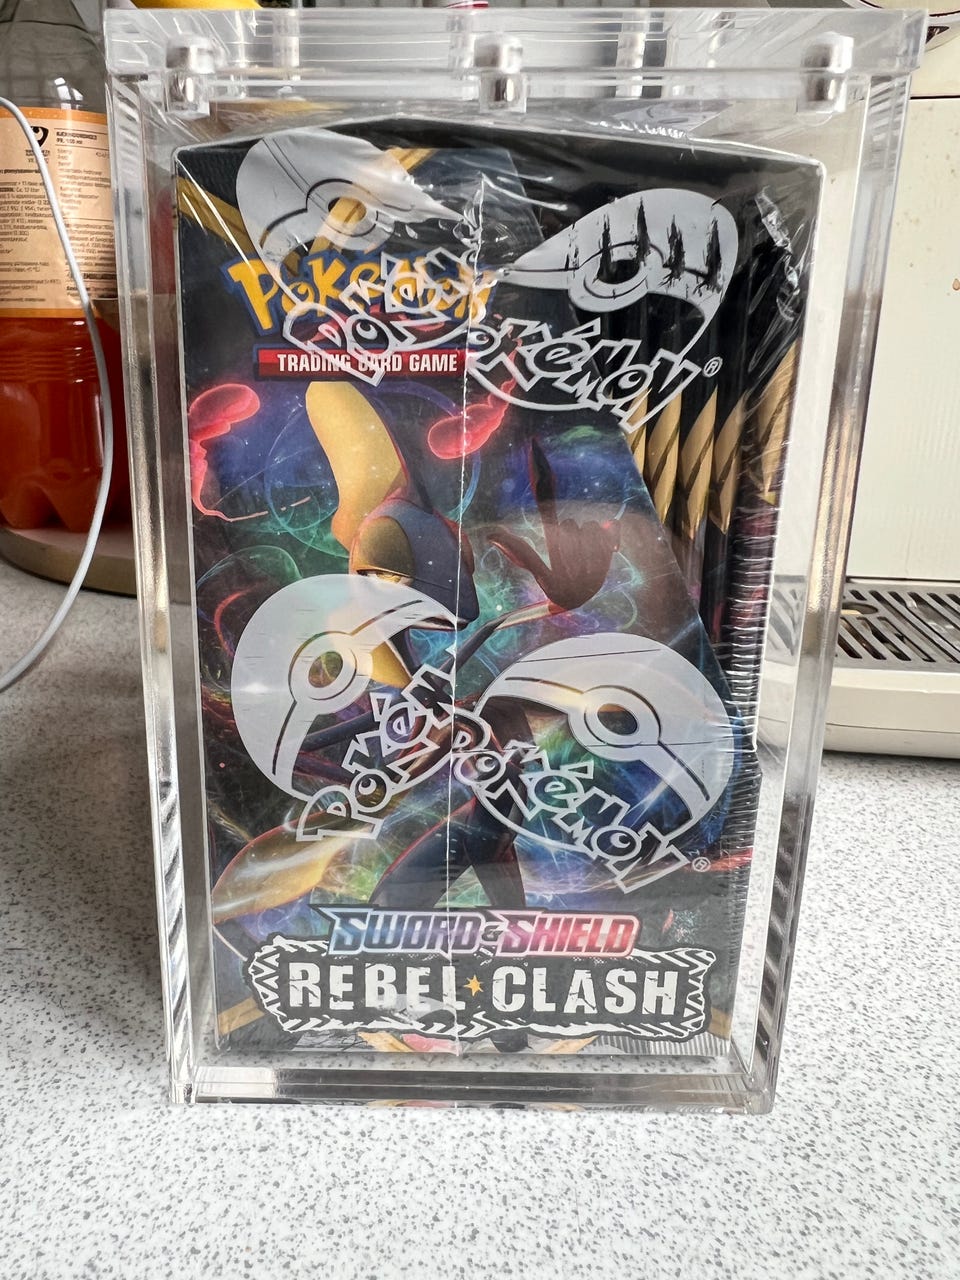 POKéMON
TRADING CARD GAME
POKéMON
POKéMON®
POKéMON
POKéMON®
SWORD & SHIELD
REBEL CLASH